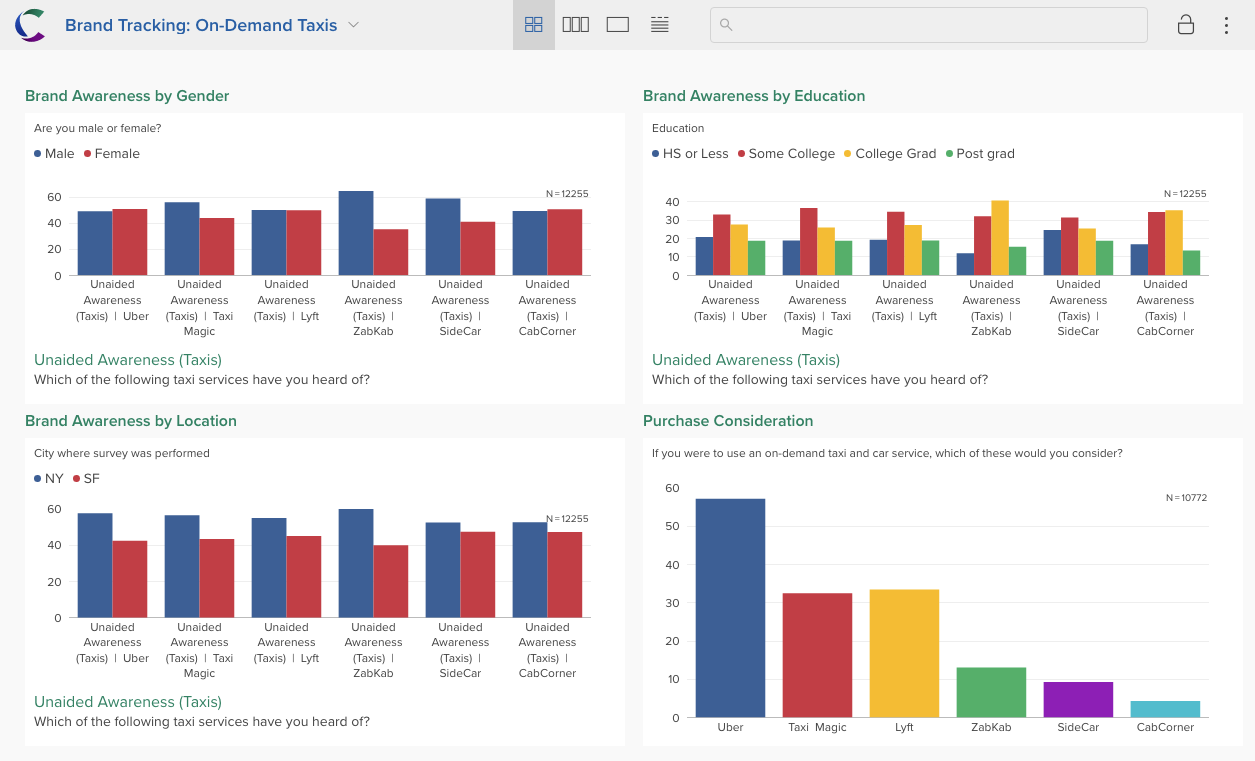 Brand Tracking: On-Demand Taxis
Brand Awareness by Gender
Are you male or female?
Male Female
N=12255
60
40
20
0
Unaided Awareness (Taxis) | Uber
Unaided Awareness (Taxis) | Taxi Magic
Unaided Awareness (Taxis) | Lyft
Unaided Awareness (Taxis) | ZabKab
Unaided Awareness (Taxis) | SideCar
Unaided Awareness (Taxis) | CabCorner
Unaided Awareness (Taxis)
Which of the following taxi services have you heard of?
Brand Awareness by Education
Education
HS or Less Some College College Grad Post grad
N=12255
40
30
20
10
0
Unaided Awareness (Taxis) | Uber
Unaided Awareness (Taxis) | Taxi Magic
Unaided Awareness (Taxis) | Lyft
Unaided Awareness (Taxis) | ZabKab
Unaided Awareness (Taxis) | SideCar
Unaided Awareness (Taxis) | CabCorner
Unaided Awareness (Taxis)
Which of the following taxi services have you heard of?
Brand Awareness by Location
City where survey was performed
NY SF
N=12255
60
40
20
0
Unaided Awareness (Taxis) | Uber
Unaided Awareness (Taxis) | Taxi Magic
Unaided Awareness (Taxis) | Lyft
Unaided Awareness (Taxis) | ZabKab
Unaided Awareness (Taxis) | SideCar
Unaided Awareness (Taxis) | CabCorner
Unaided Awareness (Taxis)
Which of the following taxi services have you heard of?
Purchase Consideration
If you were to use an on-demand taxi and car service, which of these would you consider?
N=10772
60
50
40
30
20
10
0
Uber Taxi Magic Lyft ZabKab SideCar CabCorner